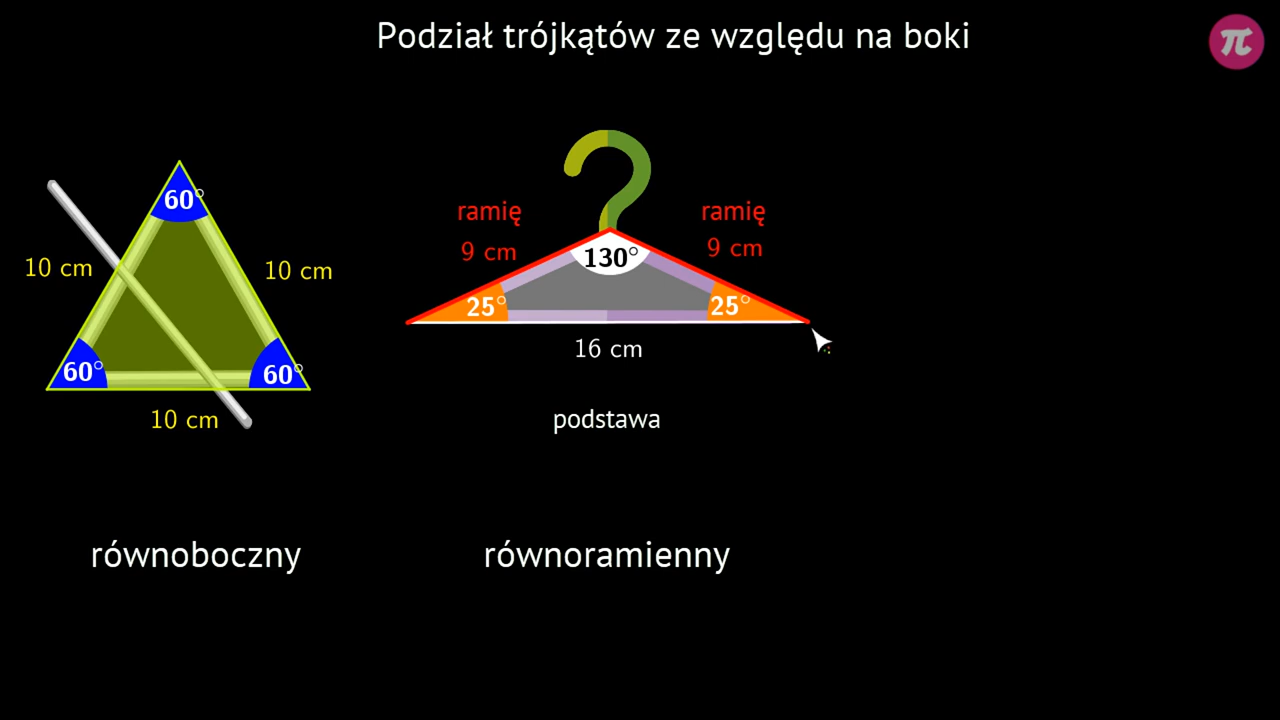 Podział trójkątów ze względu na boki
π
60°
10 cm
10 cm
60°
60°
10 cm
ramię
ramię
9 cm
9 cm
130°
25°
25°
16 cm
podstawa
równoboczny
równoramienny